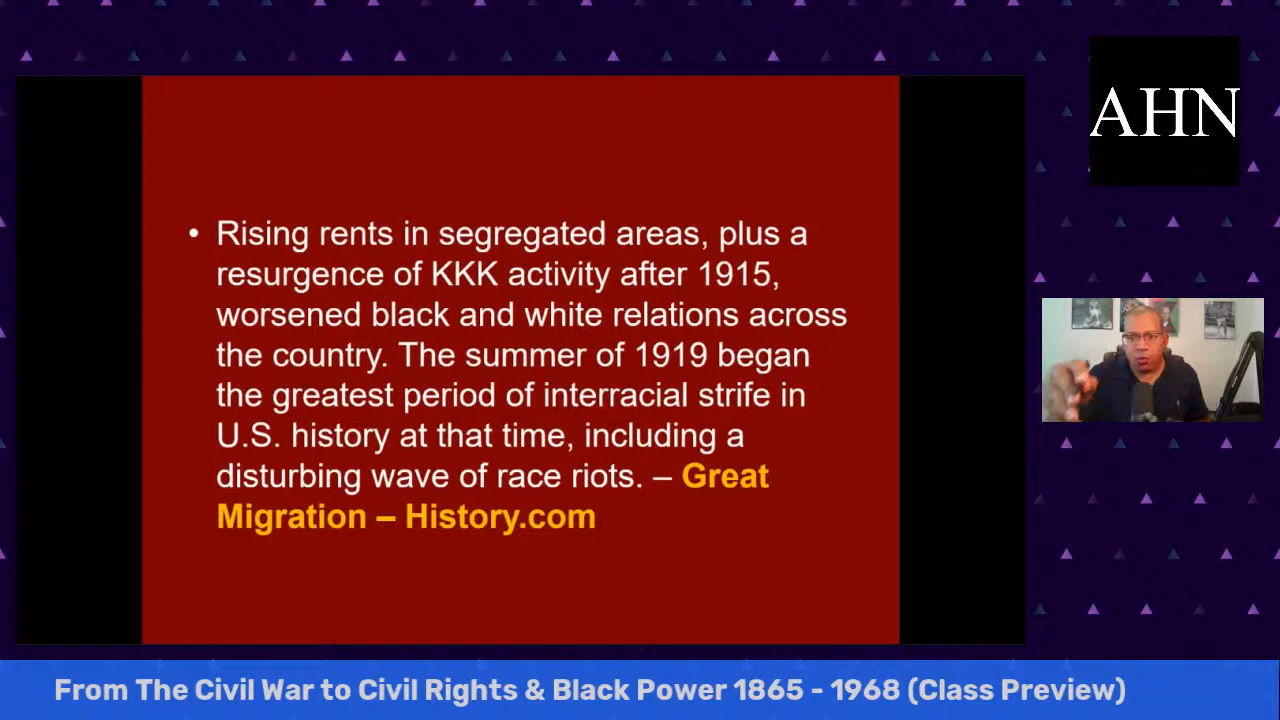 AHN
• Rising rents in segregated areas, plus a
resurgence of KKK activity after 1915,
worsened black and white relations across
the country. The summer of 1919 began
the greatest period of interracial strife in
U.S. history at that time, including a
disturbing wave of race riots. – Great
Migration – History.com
From The Civil War to Civil Rights & Black Power 1865 - 1968 (Class Preview)